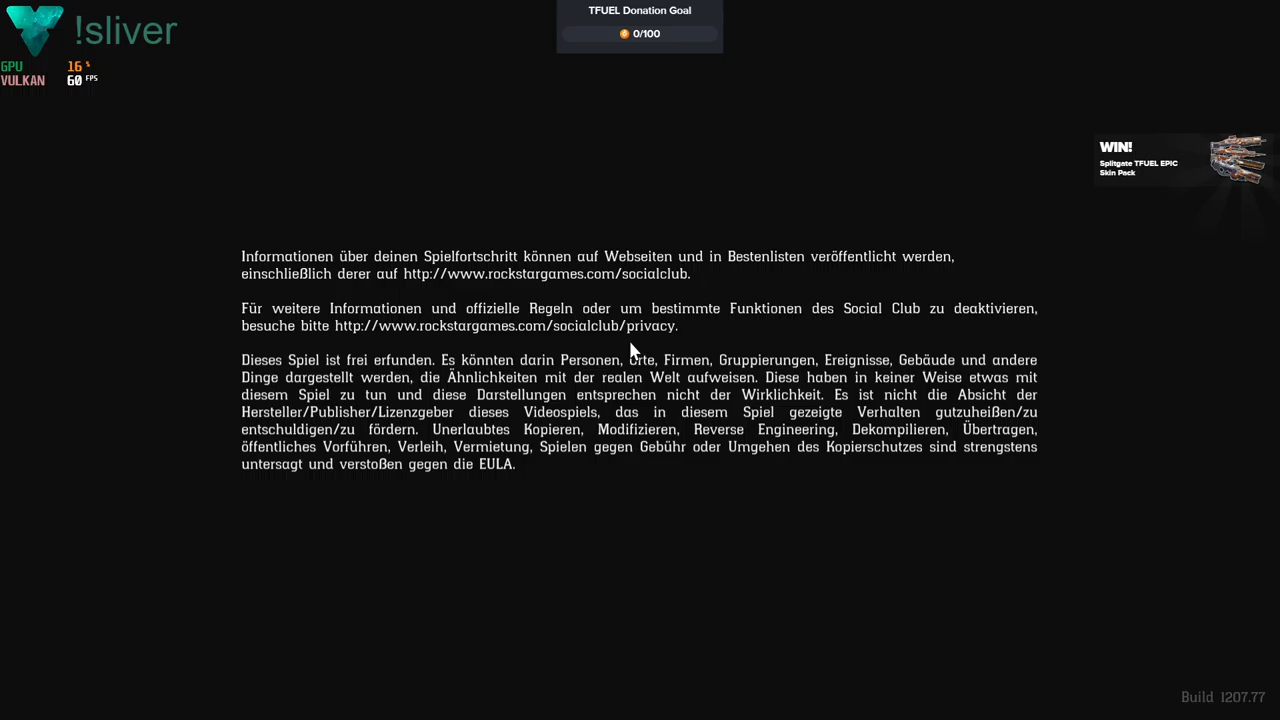 !sliver
TFUEL Donation Goal
0/100
GPU 16 %
VULKAN 60 FPS
WIN!
Splitgate TFUEL EPIC
Skin Pack
Informationen über deinen Spielfortschritt können auf Webseiten und in Bestenlisten veröffentlicht werden,
einschließlich derer auf http://www.rockstargames.com/socialclub.
Für weitere Informationen und offizielle Regeln oder um bestimmte Funktionen des Social Club zu deaktivieren,
besuche bitte http://www.rockstargames.com/socialclub/privacy.
Dieses Spiel ist frei erfunden. Es könnten darin Personen, Orte, Firmen, Gruppierungen, Ereignisse, Gebäude und andere
Dinge dargestellt werden, die Ähnlichkeiten mit der realen Welt aufweisen. Diese haben in keiner Weise etwas mit
diesem Spiel zu tun und diese Darstellungen entsprechen nicht der Wirklichkeit. Es ist nicht die Absicht der
Hersteller/Publisher/Lizenzgeber dieses Videospiels, das in diesem Spiel gezeigte Verhalten gutzuheißen/zu
entschuldigen/zu fördern. Unerlaubtes Kopieren, Modifizieren, Reverse Engineering, Dekompilieren, Übertragen,
öffentliches Vorführen, Verleih, Vermietung, Spielen gegen Gebühr oder Umgehen des Kopierschutzes sind strengstens
untersagt und verstoßen gegen die EULA.
Build 1207.77